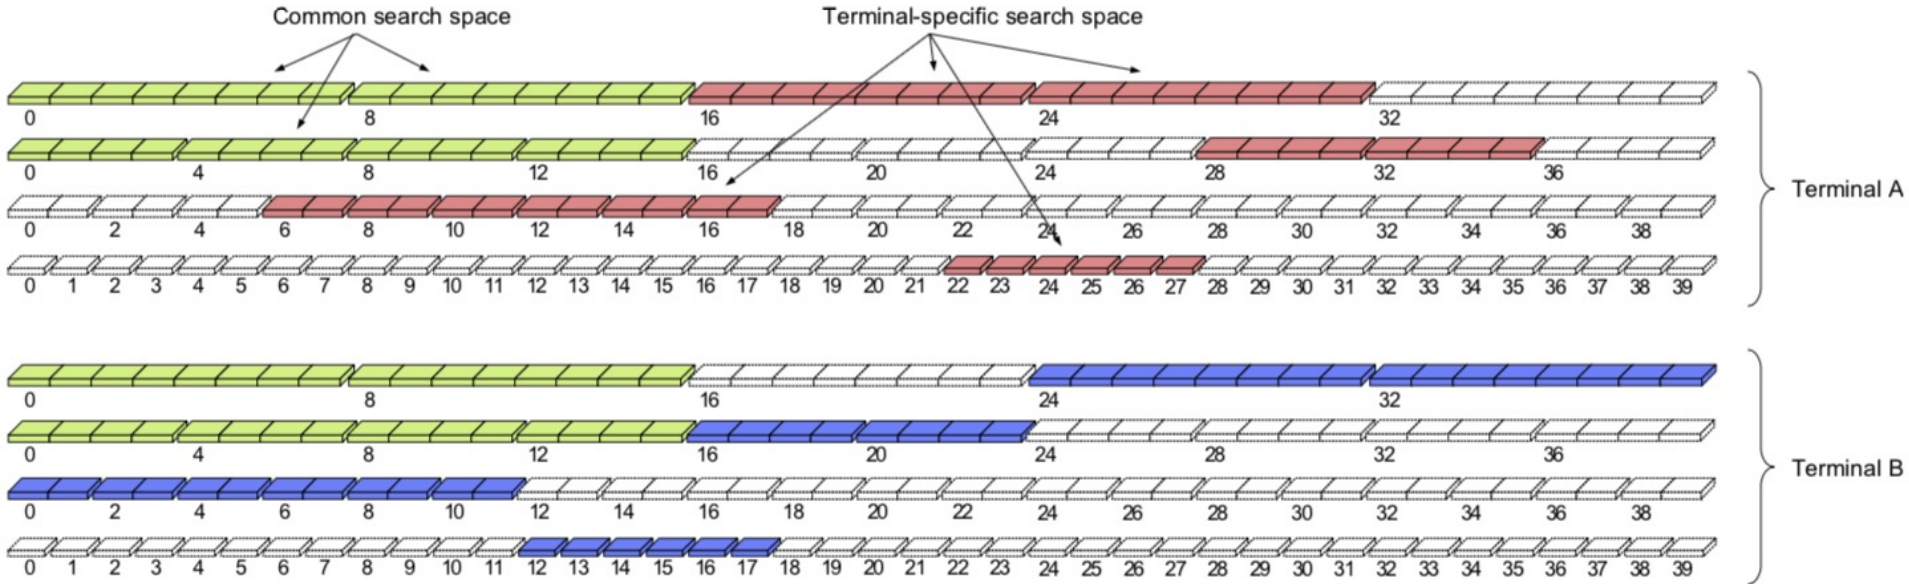 Common search space Terminal-specific search space
0 8 16 24 32
0 4 8 12 16 20 24 28 32 36
Terminal A
0 2 4 6 8 10 12 14 16 18 20 22 24 26 28 30 32 34 36 38
0 1 2 3 4 5 6 7 8 9 10 11 12 13 14 15 16 17 18 19 20 21 22 23 24 25 26 27 28 29 30 31 32 33 34 35 36 37 38 39
0 8 16 24 32
0 4 8 12 16 20 24 28 32 36
Terminal B
0 2 4 6 8 10 12 14 16 18 20 22 24 26 28 30 32 34 36 38
0 1 2 3 4 5 6 7 8 9 10 11 12 13 14 15 16 17 18 19 20 21 22 23 24 25 26 27 28 29 30 31 32 33 34 35 36 37 38 39